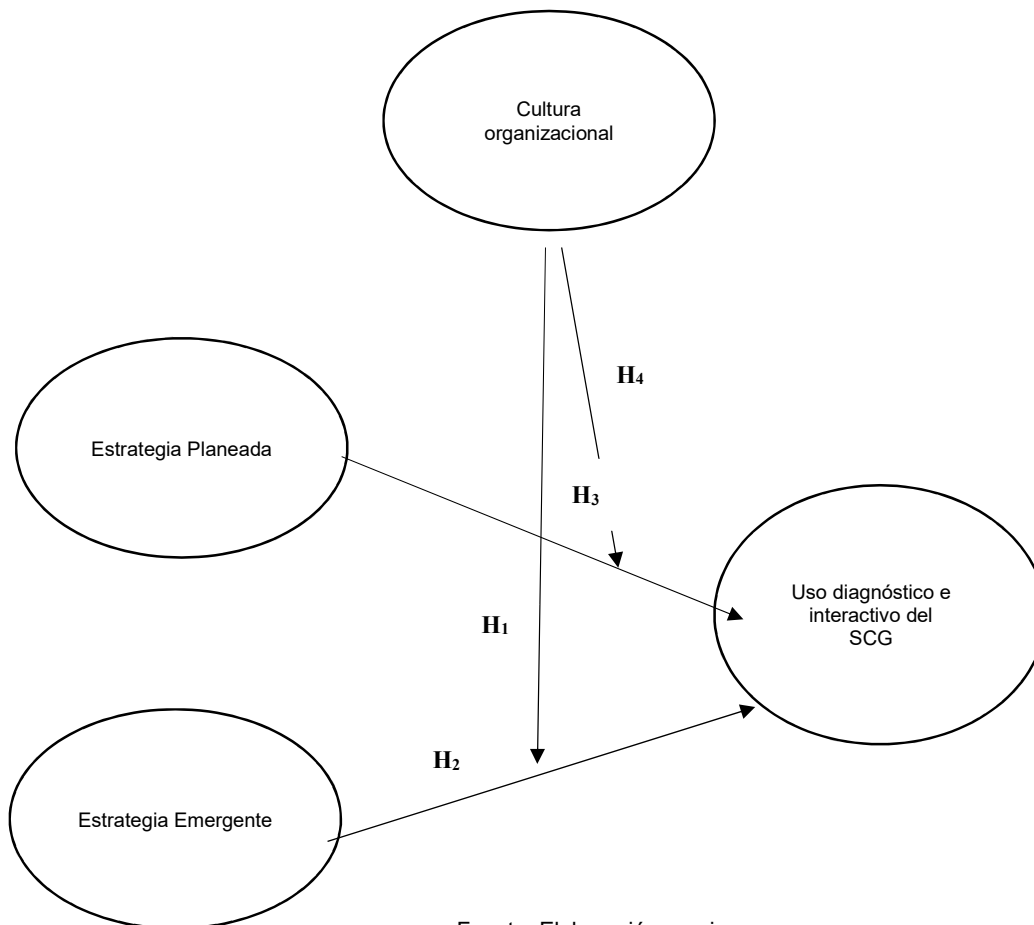 Cultura
organizacional
H4
Estrategia Planeada
H3
Uso diagnóstico e
interactivo del
SCG
H1
H2
Estrategia Emergente